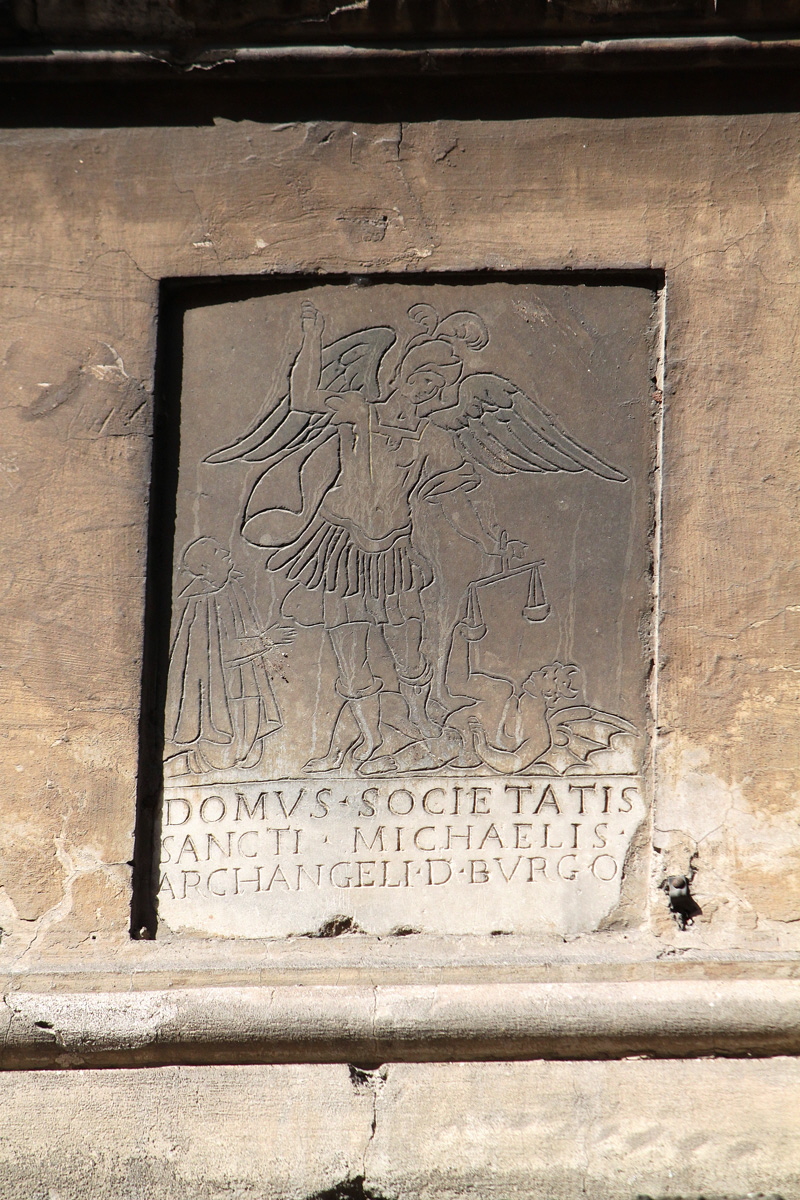 DOMVS · SOCIETATIS
SANCTI · MICHAELIS ·
ARCHANGELI · D · BVRGO